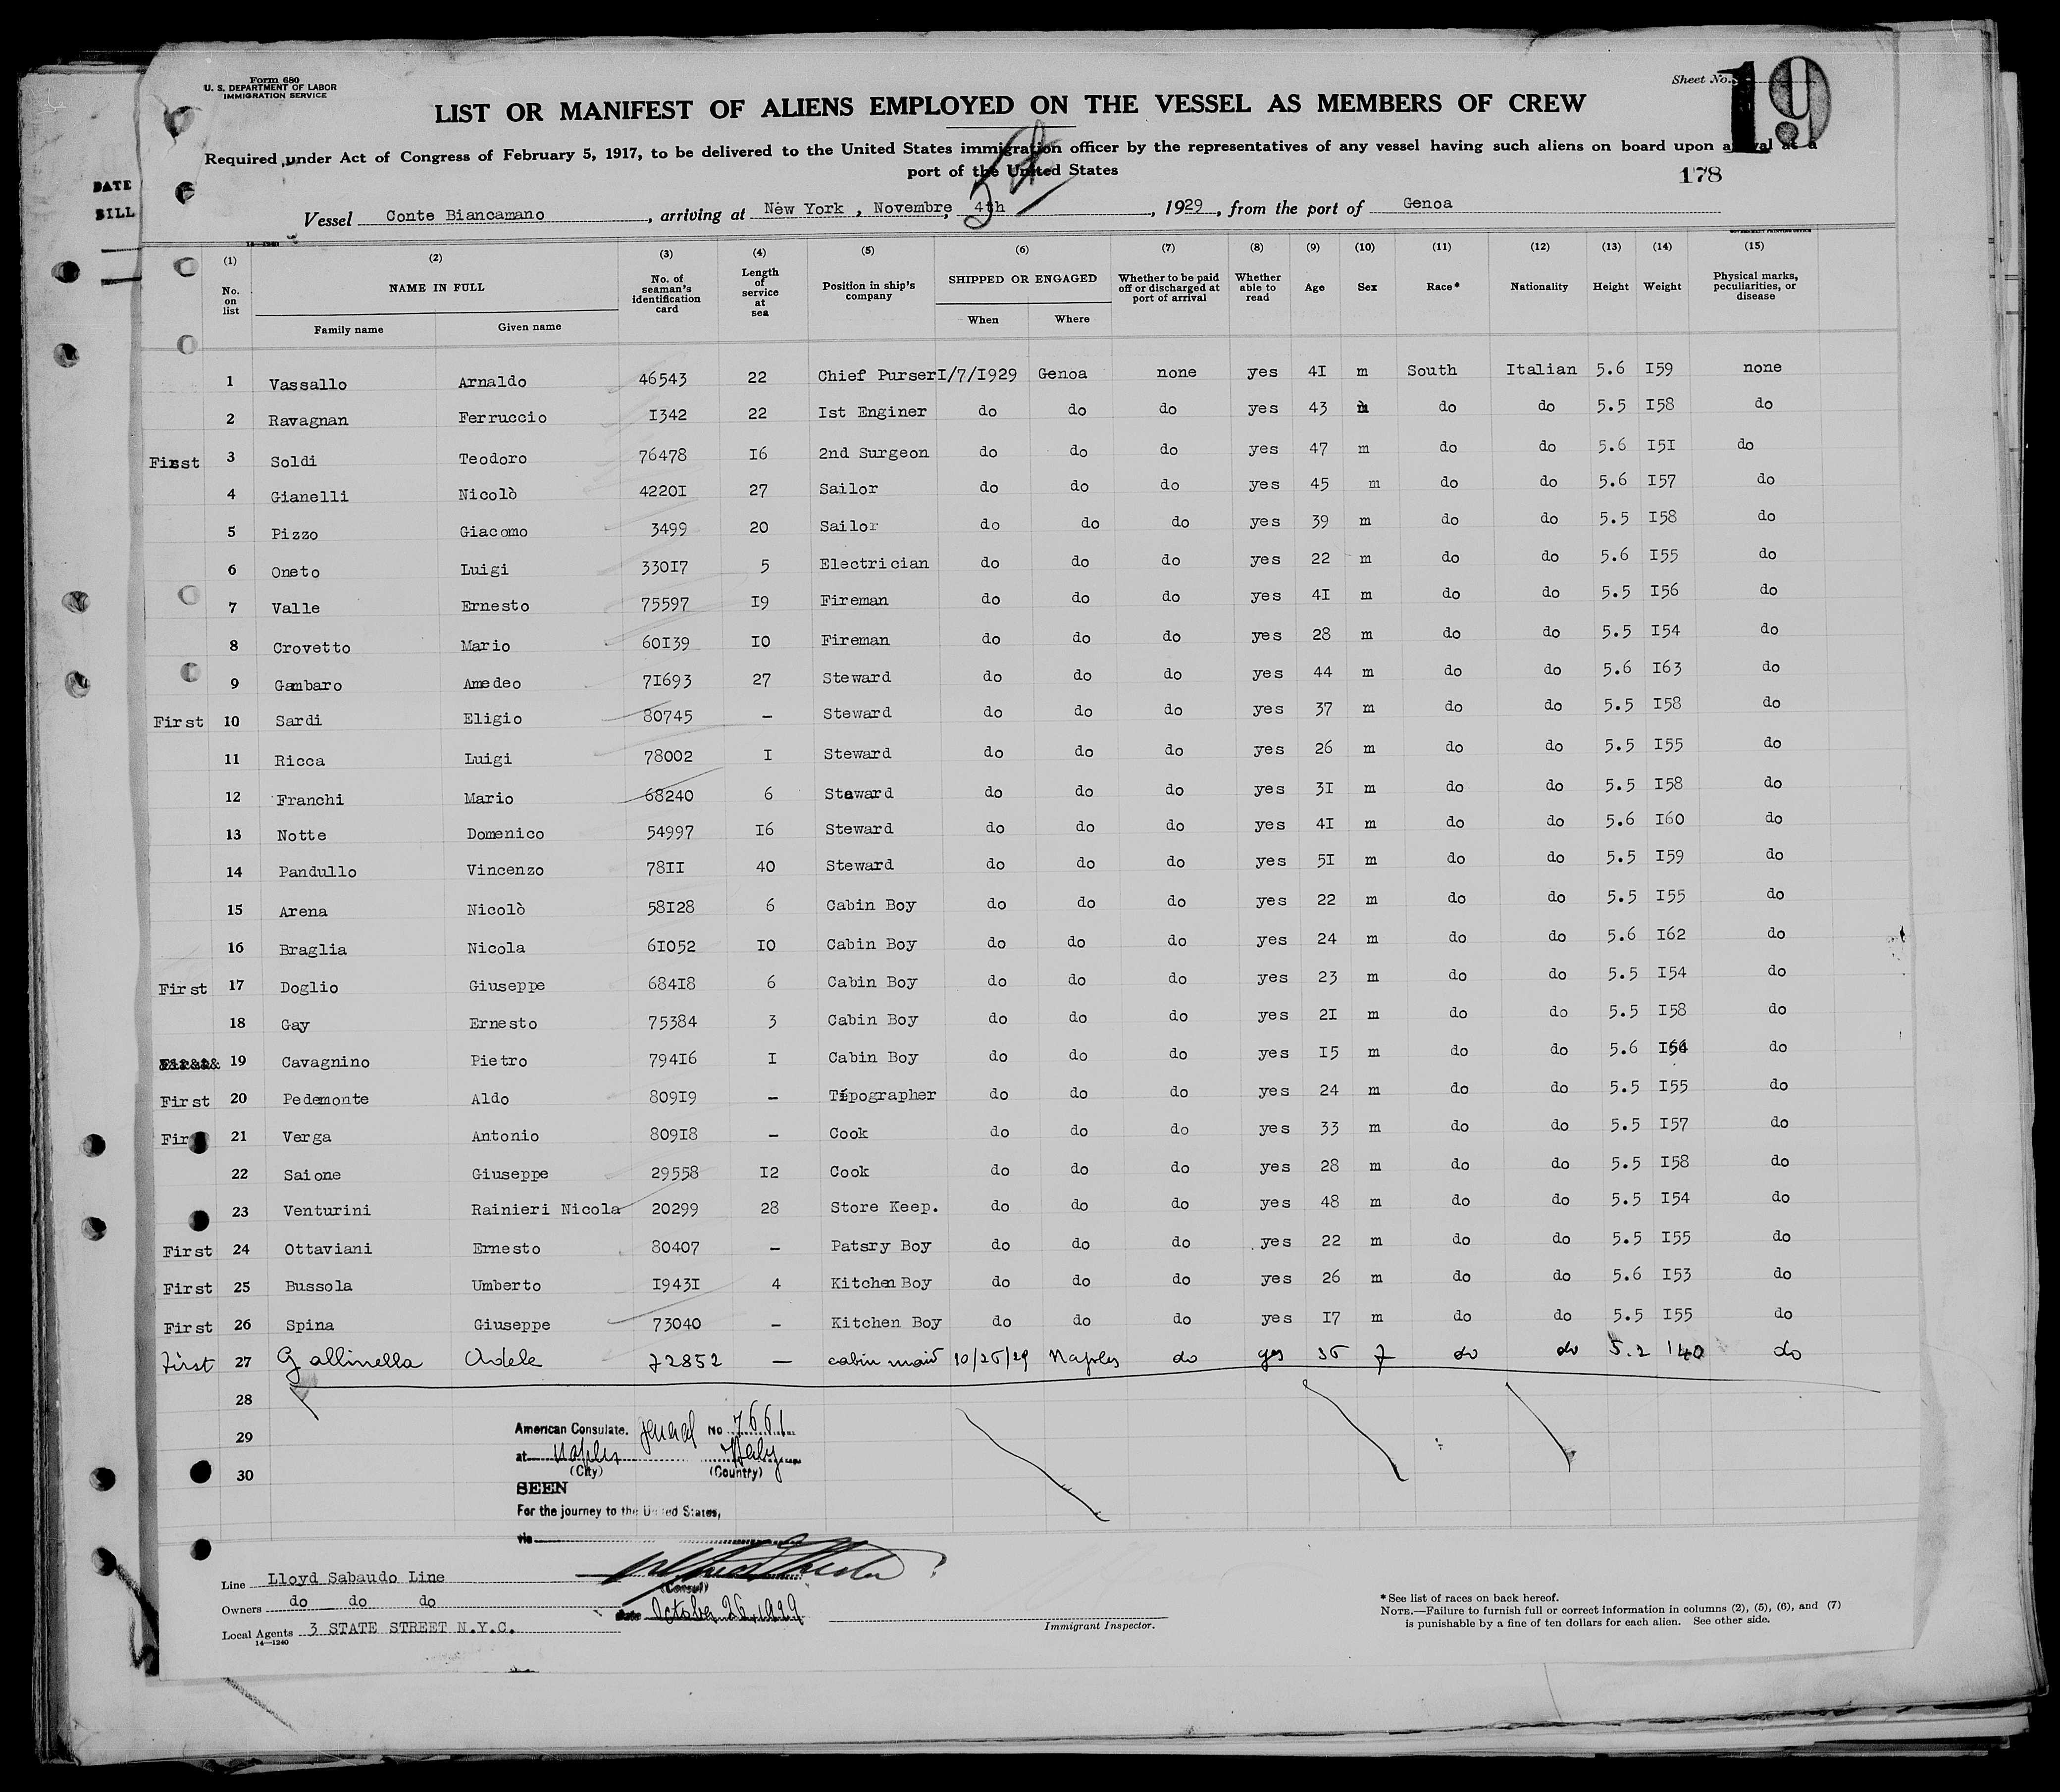 Form 680
U. S. DEPARTMENT OF LABOR
IMMIGRATION SERVICE
Sheet No. 19
LIST OR MANIFEST OF ALIENS EMPLOYED ON THE VESSEL AS MEMBERS OF CREW
Required under Act of Congress of February 5, 1917, to be delivered to the United States immigration officer by the representatives of any vessel having such aliens on board upon arrival at a
port of the United States
178
DATE
BILL
Vessel Conte Biancamano, arriving at New York, Novembre 4th, 1929, from the port of Genoa
14—1240
(1) (2) (3) (4) (5) (6) (7) (8) (9) (10) (11) (12) (13) (14) (15)
No. on list NAME IN FULL Family name Given name No. of seaman's identification card Length of service at sea Position in ship's company SHIPPED OR ENGAGED When Where Whether to be paid off or discharged at port of arrival Whether able to read Age Sex Race* Nationality Height Weight Physical marks, peculiarities, or disease
1 Vassallo Arnaldo 46543 22 Chief Purser I/7/I929 Genoa none yes 4I m South Italian 5.6 I59 none
2 Ravagnan Ferruccio I342 22 Ist Enginer do do do yes 43 m do do 5.5 I58 do
First 3 Soldi Teodoro 76478 I6 2nd Surgeon do do do yes 47 m do do 5.6 I5I do
4 Gianelli Nicolò 4220I 27 Sailor do do do yes 45 m do do 5.6 I57 do
5 Pizzo Giacomo 3499 20 Sailor do do do yes 39 m do do 5.5 I58 do
6 Oneto Luigi 330I7 5 Electrician do do do yes 22 m do do 5.6 I55 do
7 Valle Ernesto 75597 I9 Fireman do do do yes 4I m do do 5.5 I56 do
8 Crovetto Mario 60I39 I0 Fireman do do do yes 28 m do do 5.5 I54 do
9 Gambaro Amedeo 7I693 27 Steward do do do yes 44 m do do 5.6 I63 do
First 10 Sardi Eligio 80745 – Steward do do do yes 37 m do do 5.5 I58 do
11 Ricca Luigi 78002 I Steward do do do yes 26 m do do 5.5 I55 do
12 Franchi Mario 68240 6 Steward do do do yes 3I m do do 5.5 I58 do
13 Notte Domenico 54997 I6 Steward do do do yes 4I m do do 5.6 I60 do
14 Pandullo Vincenzo 78II 40 Steward do do do yes 5I m do do 5.5 I59 do
15 Arena Nicolò 58I28 6 Cabin Boy do do do yes 22 m do do 5.5 I55 do
16 Braglia Nicola 6I052 I0 Cabin Boy do do do yes 24 m do do 5.6 I62 do
First 17 Doglio Giuseppe 684I8 6 Cabin Boy do do do yes 23 m do do 5.5 I54 do
18 Gay Ernesto 75384 3 Cabin Boy do do do yes 2I m do do 5.5 I58 do
19 Cavagnino Pietro 794I6 I Cabin Boy do do do yes I5 m do do 5.6 do
First 20 Pedemonte Aldo 809I9 – Tipographer do do do yes 24 m do do 5.5 I55 do
First 21 Verga Antonio 809I8 – Cook do do do yes 33 m do do 5.5 I57 do
22 Saione Giuseppe 29558 I2 Cook do do do yes 28 m do do 5.5 I58 do
23 Venturini Rainieri Nicola 20299 28 Store Keep. do do do yes 48 m do do 5.5 I54 do
First 24 Ottaviani Ernesto 80407 – Patsry Boy do do do yes 22 m do do 5.5 I55 do
First 25 Bussola Umberto I943I 4 Kitchen Boy do do do yes 26 m do do 5.6 I53 do
First 26 Spina Giuseppe 73040 – Kitchen Boy do do do yes I7 m do do 5.5 I55 do
First 27 Gallinella Adele 72852 – cabin maid 10/25/29 Naples do yes 35 f do do 5.2 140 do
28
29
30
American Consulate. General No 7661
at Naples Italy
(City) (Country)
SEEN
For the journey to the United States,
via
(Consul)
date October 26, 1929
Line Lloyd Sabaudo Line
Owners do do do
Local Agents 3 STATE STREET N.Y.C.
14—1240
Immigrant Inspector.
* See list of races on back hereof.
NOTE.—Failure to furnish full or correct information in columns (2), (5), (6), and (7)
is punishable by a fine of ten dollars for each alien. See other side.